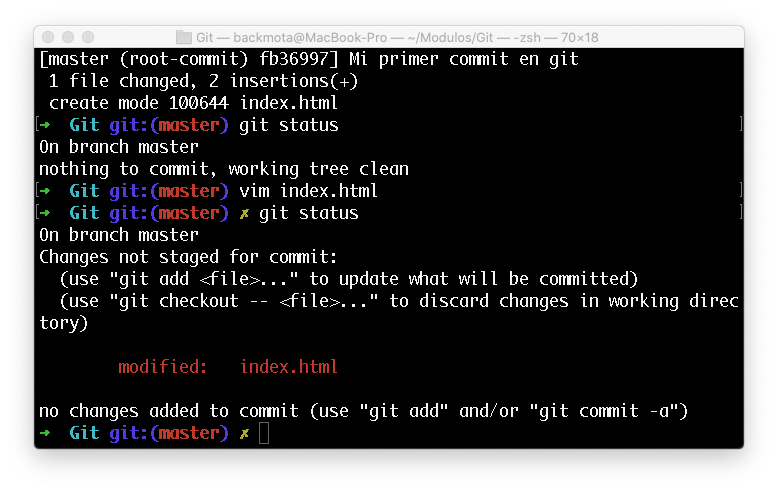 Git — backmota@MacBook-Pro — ~/Modulos/Git — -zsh — 70×18
[master (root-commit) fb36997] Mi primer commit en git
 1 file changed, 2 insertions(+)
 create mode 100644 index.html
[➜  Git git:(master) git status ]
On branch master
nothing to commit, working tree clean
[➜  Git git:(master) vim index.html ]
[➜  Git git:(master) ✗ git status ]
On branch master
Changes not staged for commit:
  (use "git add <file>..." to update what will be committed)
  (use "git checkout -- <file>..." to discard changes in working direc
tory)
        modified:   index.html
no changes added to commit (use "git add" and/or "git commit -a")
➜  Git git:(master) ✗